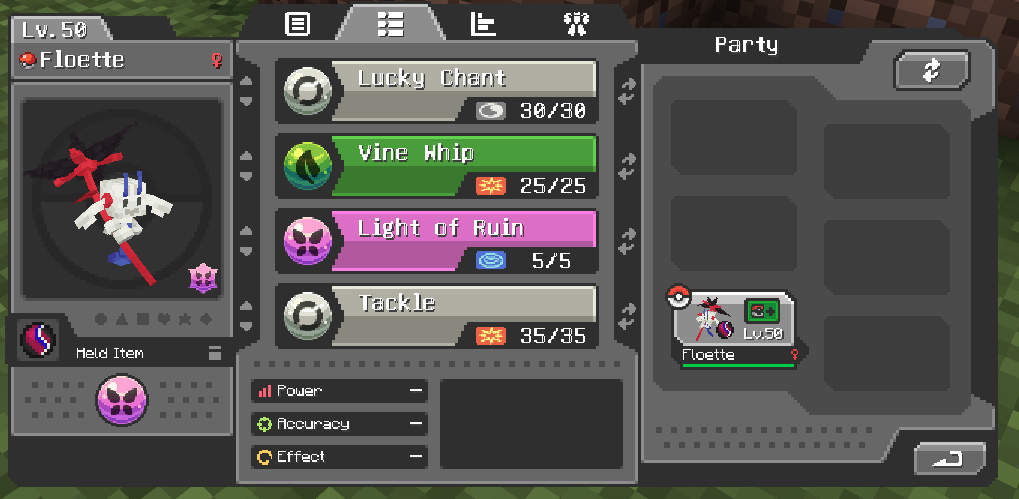 Lv.50
Floette
Held Item
Lucky Chant
30/30
Vine Whip
25/25
Light of Ruin
5/5
Tackle
35/35
Power —
Accuracy —
Effect —
Party
Lv.50
Floette